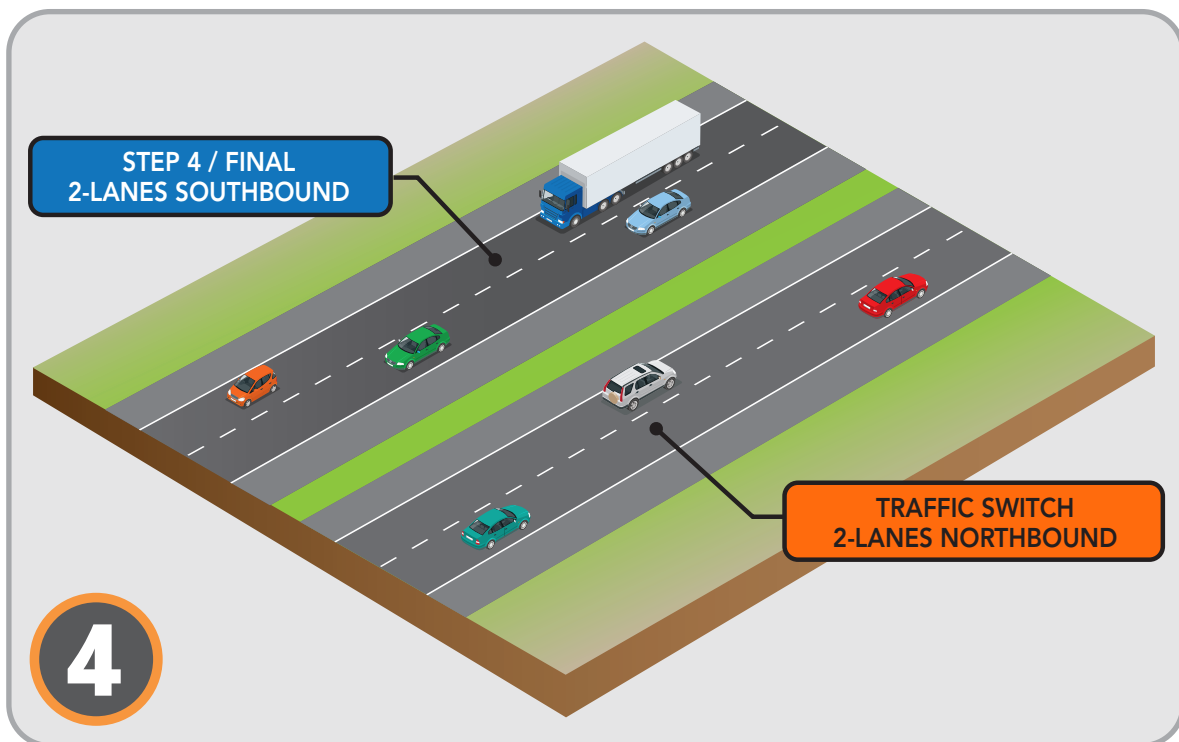 STEP 4 / FINAL
2-LANES SOUTHBOUND
TRAFFIC SWITCH
2-LANES NORTHBOUND
4